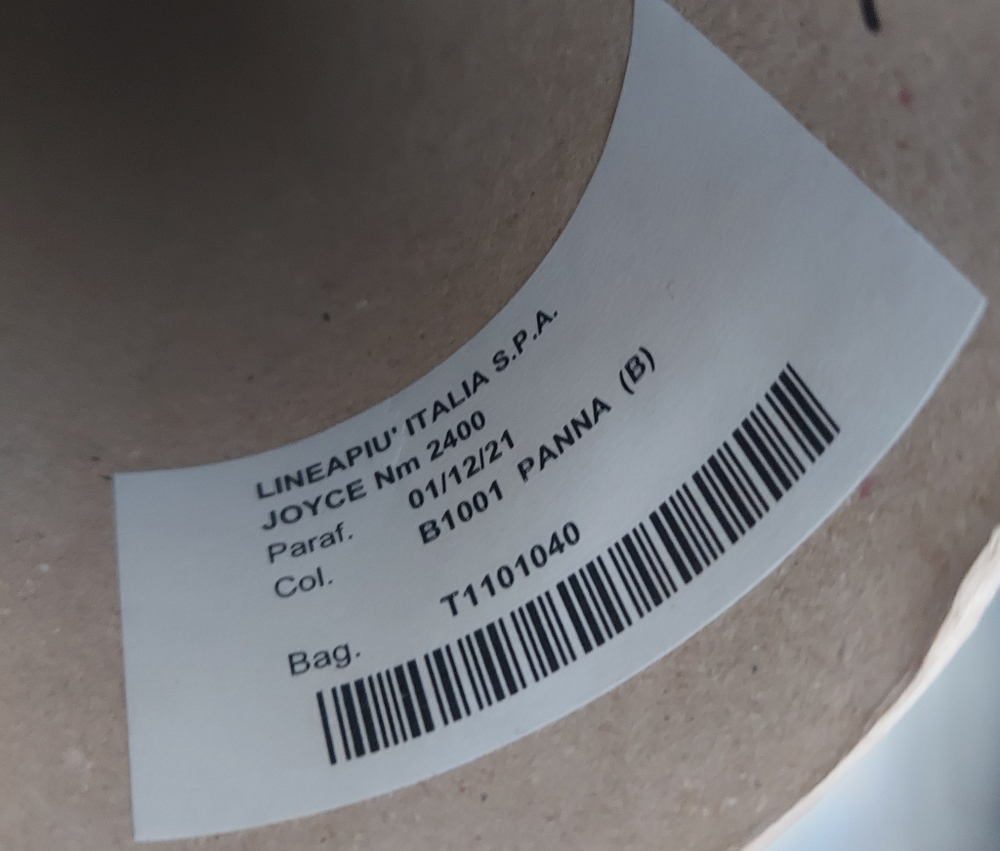 LINEAPIU' ITALIA S.P.A.
JOYCE Nm 2400
Paraf. 01/12/21
Col. B1001 PANNA (B)
Bag. T1101040